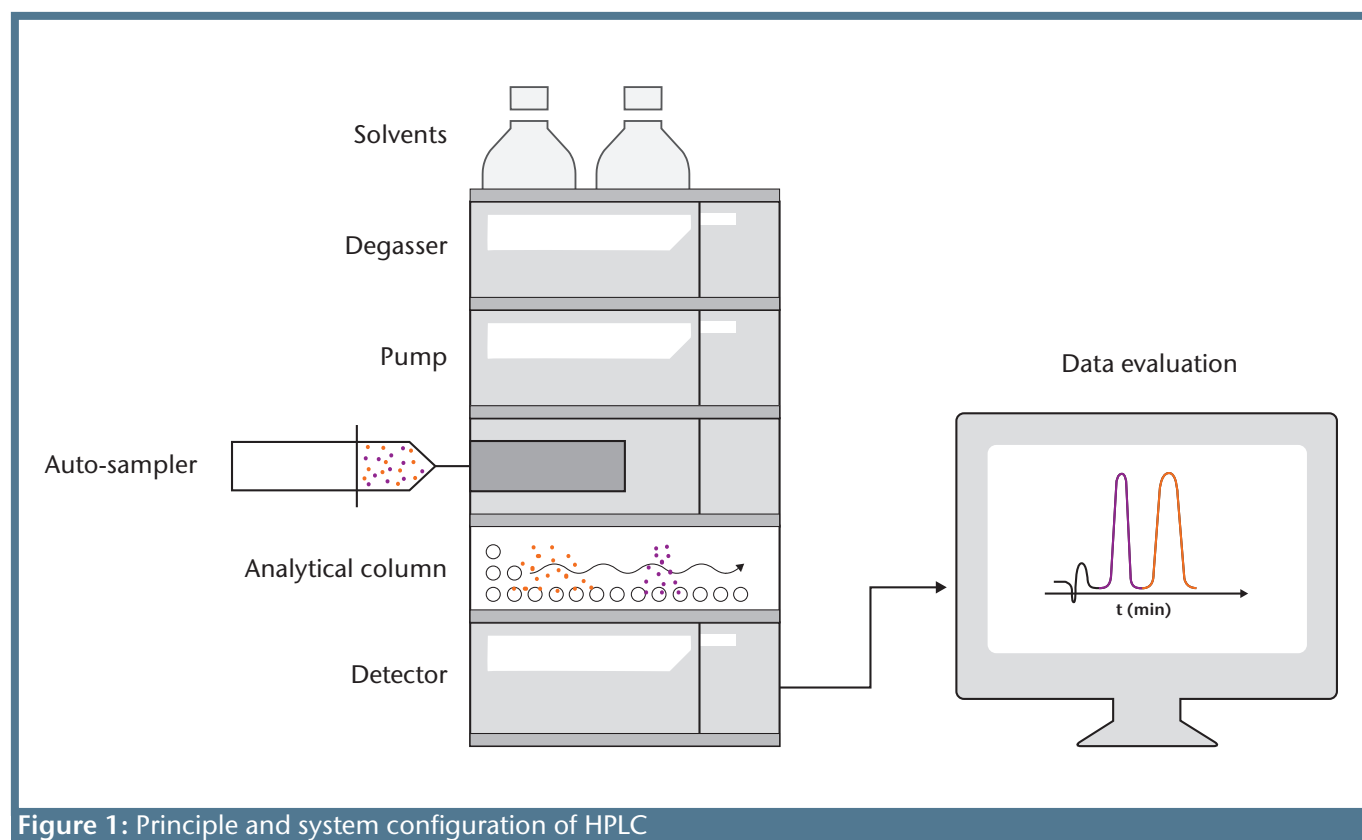 Solvents
Degasser
Pump
Data evaluation
Auto-sampler
Analytical column
t (min)
Detector
Figure 1: Principle and system configuration of HPLC